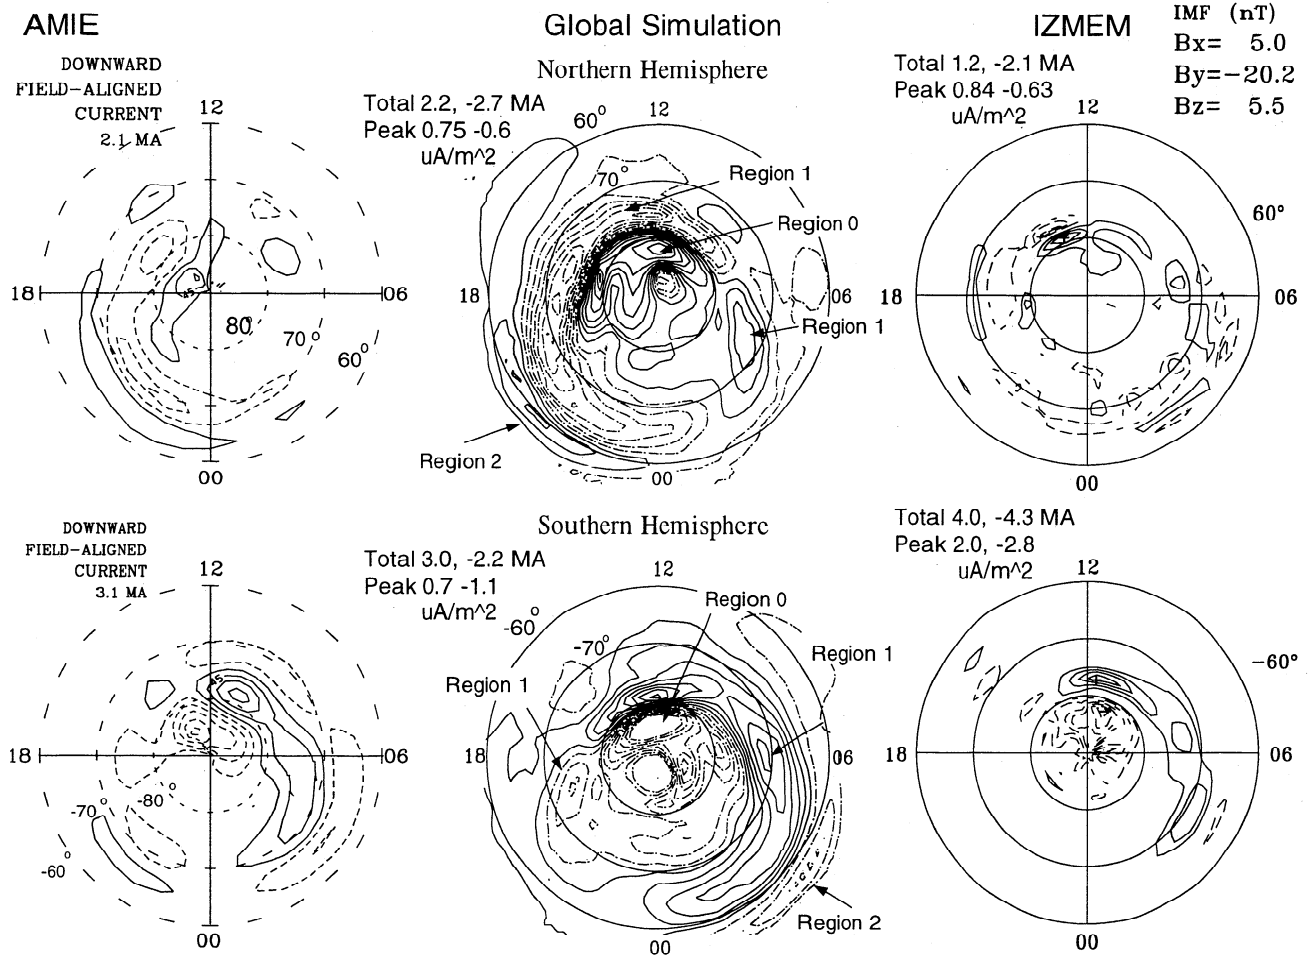 AMIE
Global Simulation
IZMEM
IMF (nT)
Bx= 5.0
By=-20.2
Bz= 5.5
DOWNWARD
FIELD-ALIGNED
CURRENT
2.1 MA
Northern Hemisphere
Total 2.2, -2.7 MA
Peak 0.75 -0.6
uA/m^2
Total 1.2, -2.1 MA
Peak 0.84 -0.63
uA/m^2
12
18
06
00
80°
70°
60°
12
60°
70°
Region 1
Region 0
18
06
Region 1
Region 2
00
12
60°
18
06
00
DOWNWARD
FIELD-ALIGNED
CURRENT
3.1 MA
Southern Hemisphere
Total 3.0, -2.2 MA
Peak 0.7 -1.1
uA/m^2
Total 4.0, -4.3 MA
Peak 2.0, -2.8
uA/m^2
12
18
06
-80°
-70°
-60°
00
12
Region 0
-60°
-70°
Region 1
Region 1
18
06
Region 2
00
12
-60°
18
06
00